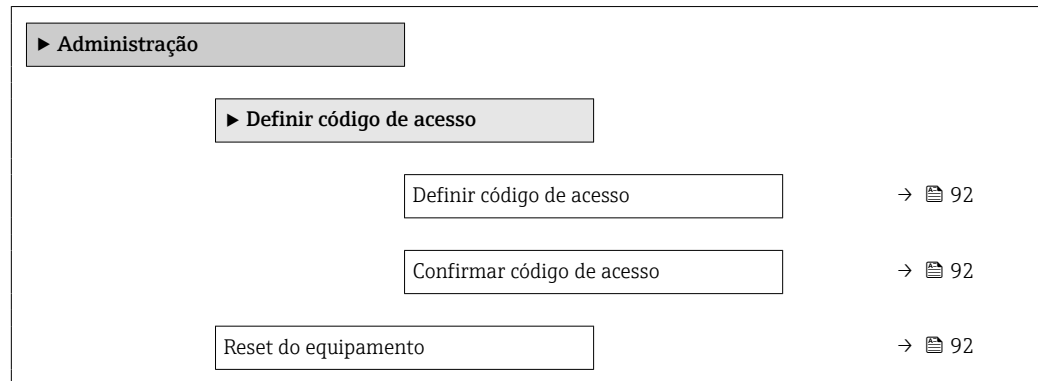 ▶ Administração
▶ Definir código de acesso
Definir código de acesso → 92
Confirmar código de acesso → 92
Reset do equipamento → 92